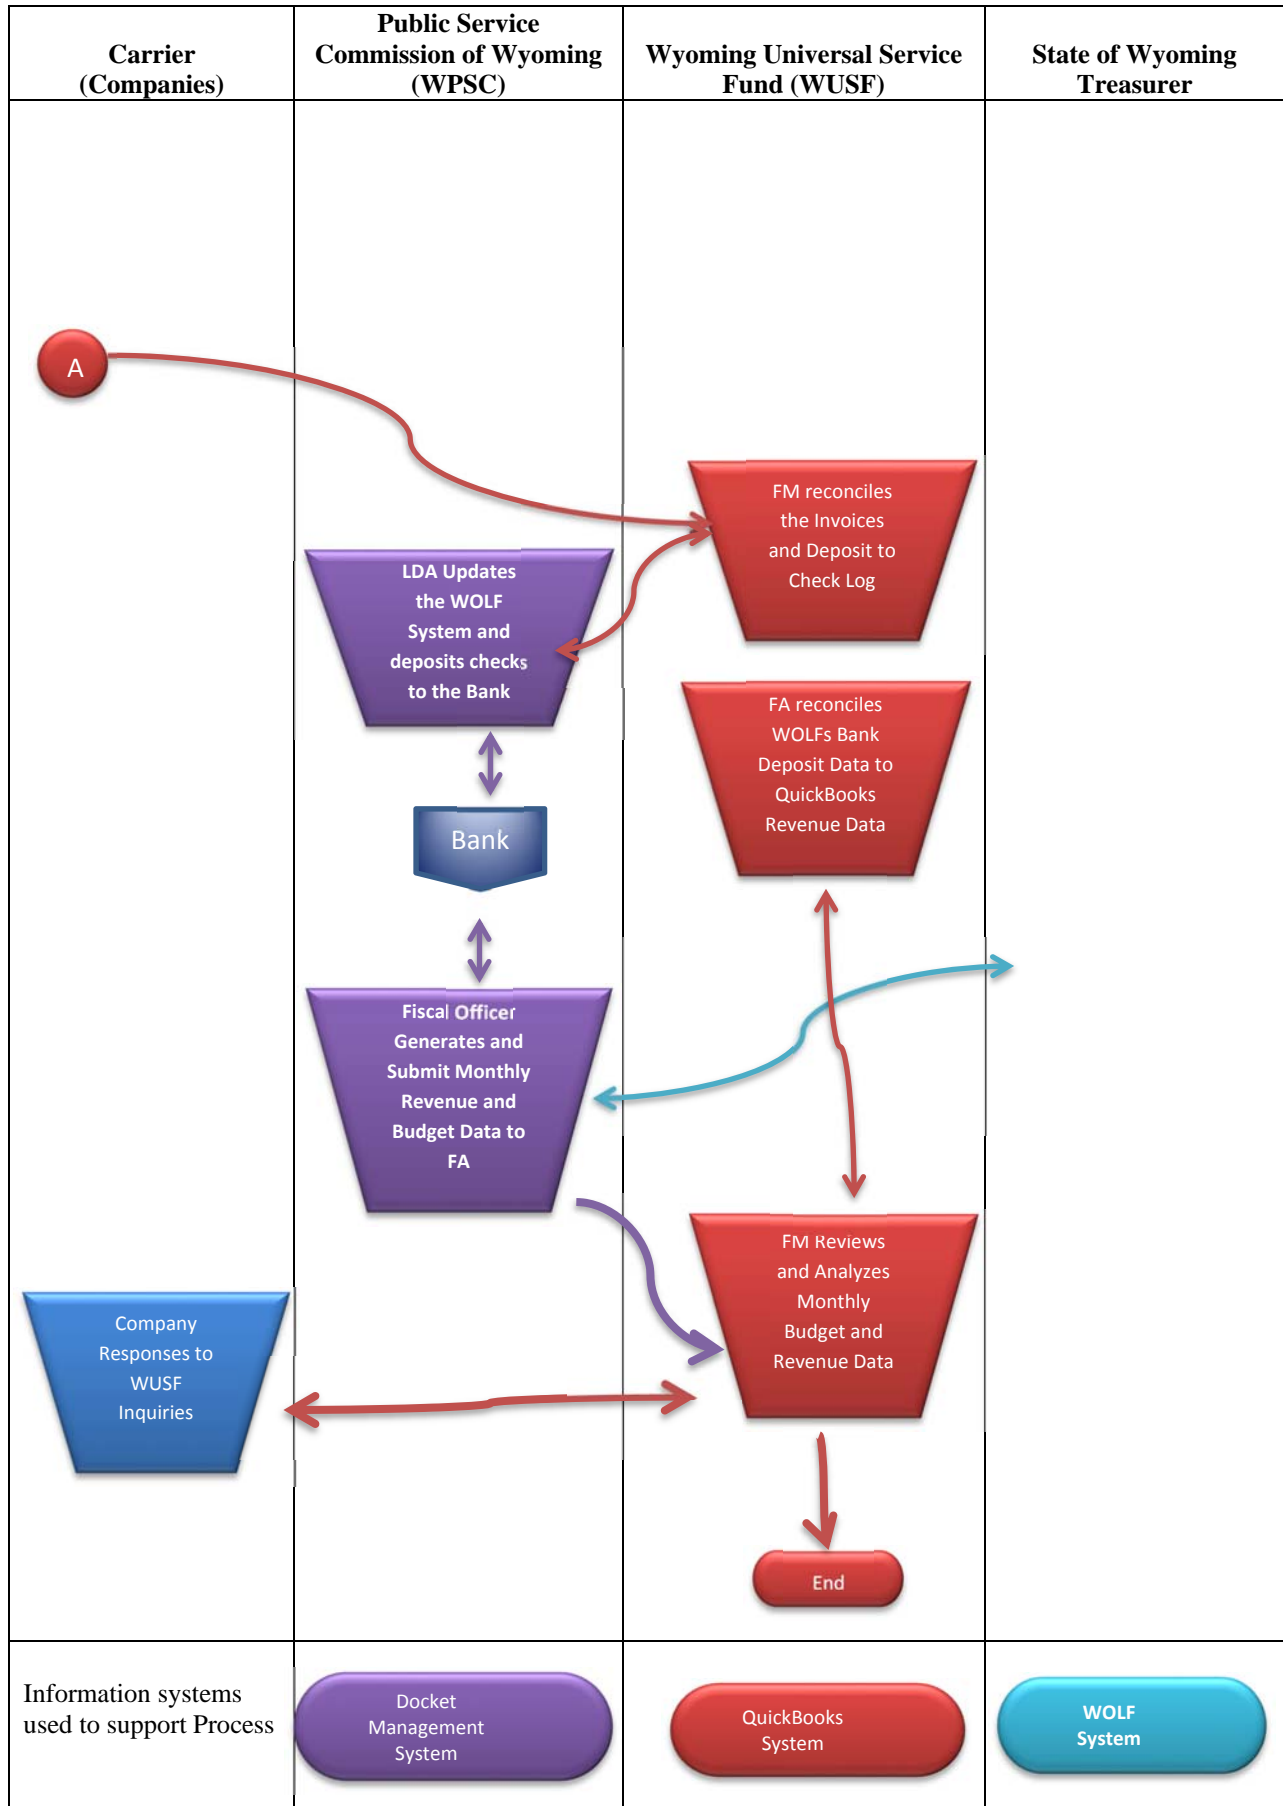 Carrier
(Companies)
Public Service
Commission of Wyoming
(WPSC)
Wyoming Universal Service
Fund (WUSF)
State of Wyoming
Treasurer
A
FM reconciles
the Invoices
and Deposit to
Check Log
LDA Updates
the WOLF
System and
deposits checks
to the Bank
FA reconciles
WOLFs Bank
Deposit Data to
QuickBooks
Revenue Data
Bank
Fiscal Officer
Generates and
Submit Monthly
Revenue and
Budget Data to
FA
FM Reviews
and Analyzes
Monthly
Budget and
Revenue Data
Company
Responses to
WUSF
Inquiries
End
Information systems
used to support Process
Docket
Management
System
QuickBooks
System
WOLF
System